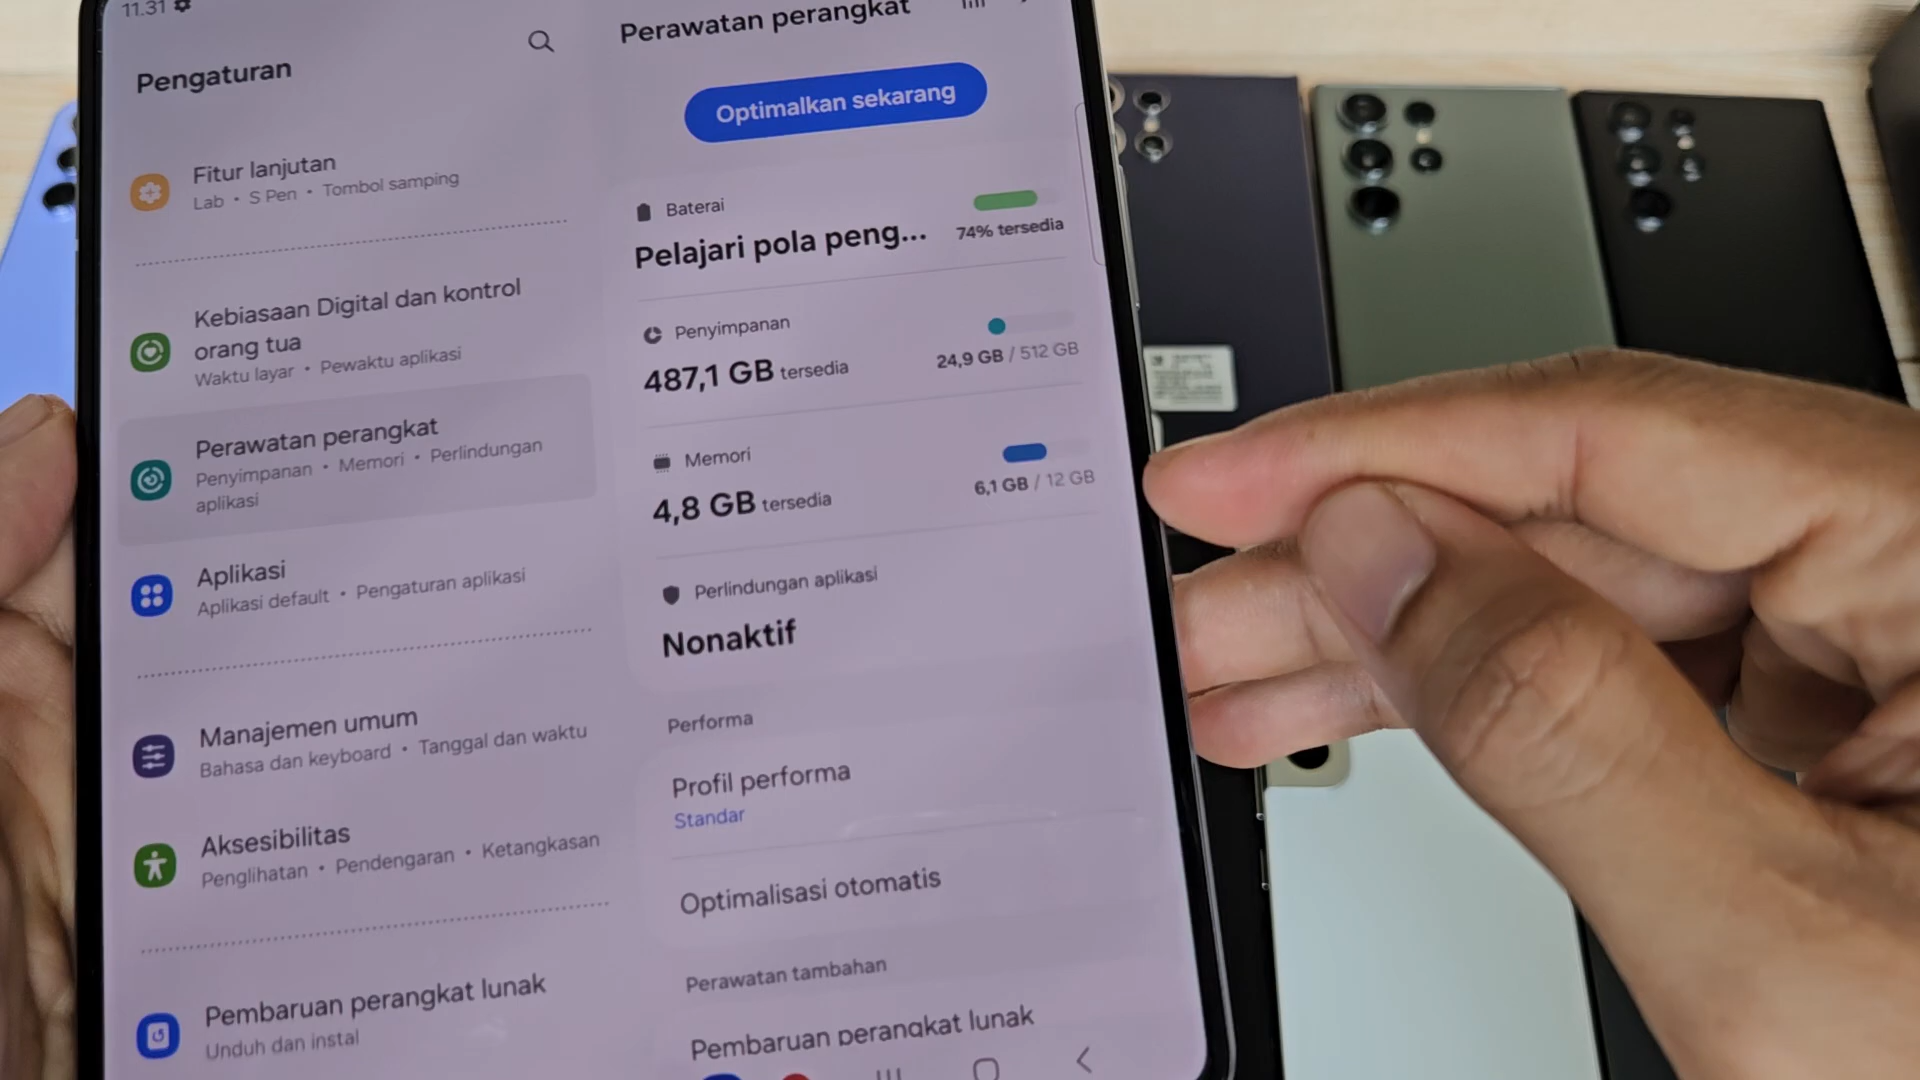 11.31
Pengaturan
Fitur lanjutan
Lab • S Pen • Tombol samping
Kebiasaan Digital dan kontrol
orang tua
Waktu layar • Pewaktu aplikasi
Perawatan perangkat
Penyimpanan • Memori • Perlindungan
aplikasi
Aplikasi
Aplikasi default • Pengaturan aplikasi
Manajemen umum
Bahasa dan keyboard • Tanggal dan waktu
Aksesibilitas
Penglihatan • Pendengaran • Ketangkasan
Pembaruan perangkat lunak
Unduh dan instal
Perawatan perangkat
Optimalkan sekarang
Baterai
Pelajari pola peng...
74% tersedia
Penyimpanan
487,1 GB tersedia
24,9 GB / 512 GB
Memori
4,8 GB tersedia
6,1 GB / 12 GB
Perlindungan aplikasi
Nonaktif
Performa
Profil performa
Standar
Optimalisasi otomatis
Perawatan tambahan
Pembaruan perangkat lunak